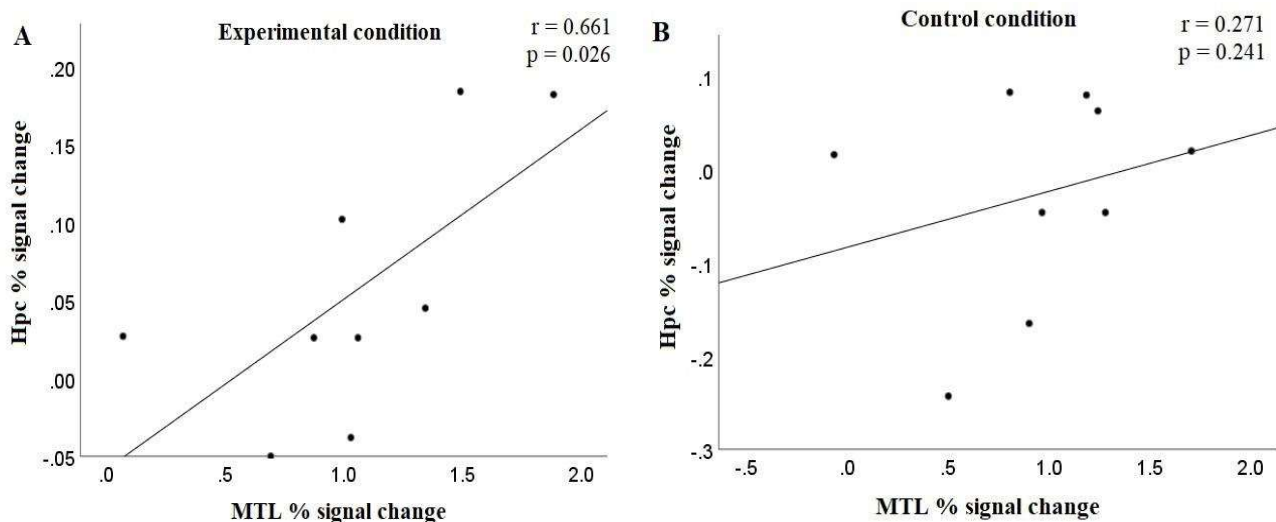 A
Experimental condition
r = 0.661
p = 0.026
.20
.15
.10
.05
.00
-.05
Hpc % signal change
.0 .5 1.0 1.5 2.0
MTL % signal change
B
Control condition
r = 0.271
p = 0.241
.1
.0
-.1
-.2
-.3
Hpc % signal change
-.5 .0 .5 1.0 1.5 2.0
MTL % signal change